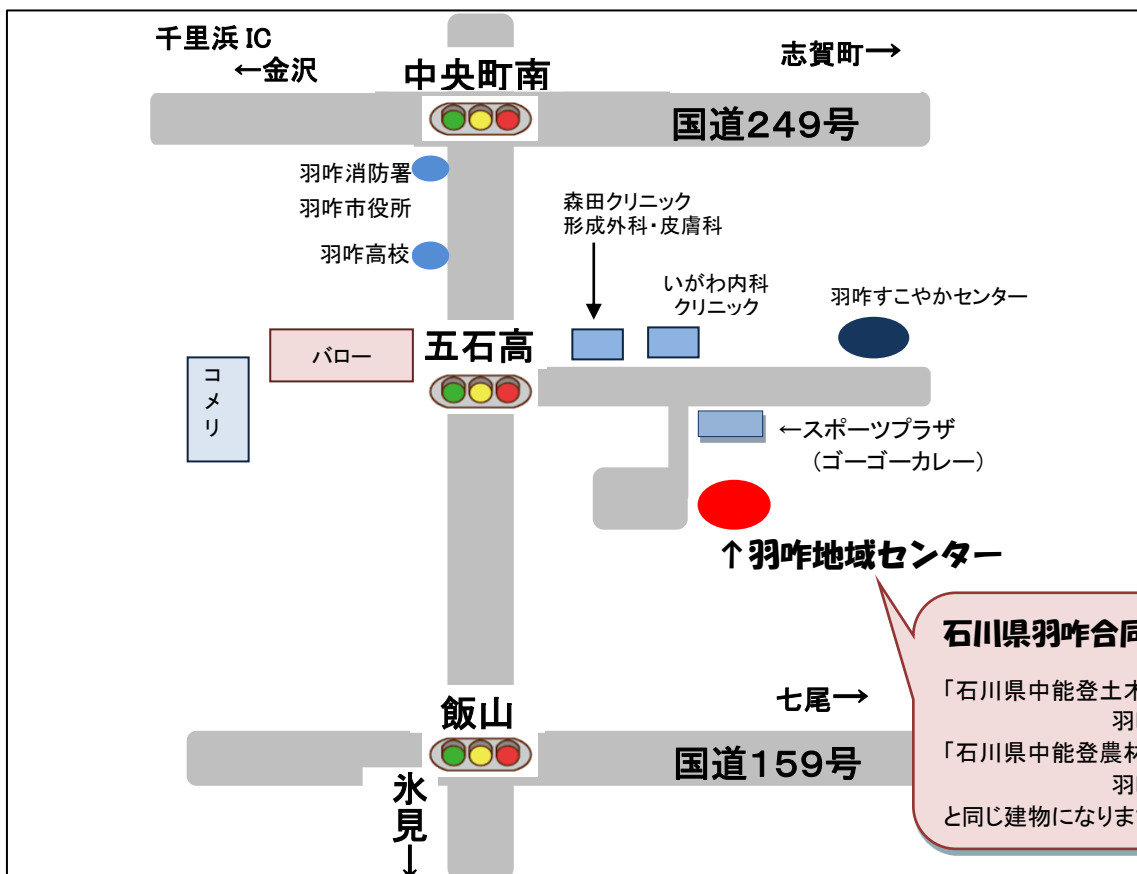 千里浜IC
←金沢
中央町南
志賀町→
国道249号
羽咋消防署
羽咋市役所
羽咋高校
森田クリニック
形成外科・皮膚科
いがわ内科
クリニック
羽咋すこやかセンター
バロー
五石高
コメリ
←スポーツプラザ
(ゴーゴーカレー)
↑羽咋地域センター
石川県羽咋合同
「石川県中能登土木
羽
「石川県中能登農林
羽
と同じ建物になりま
飯山
七尾→
国道159号
氷見↓